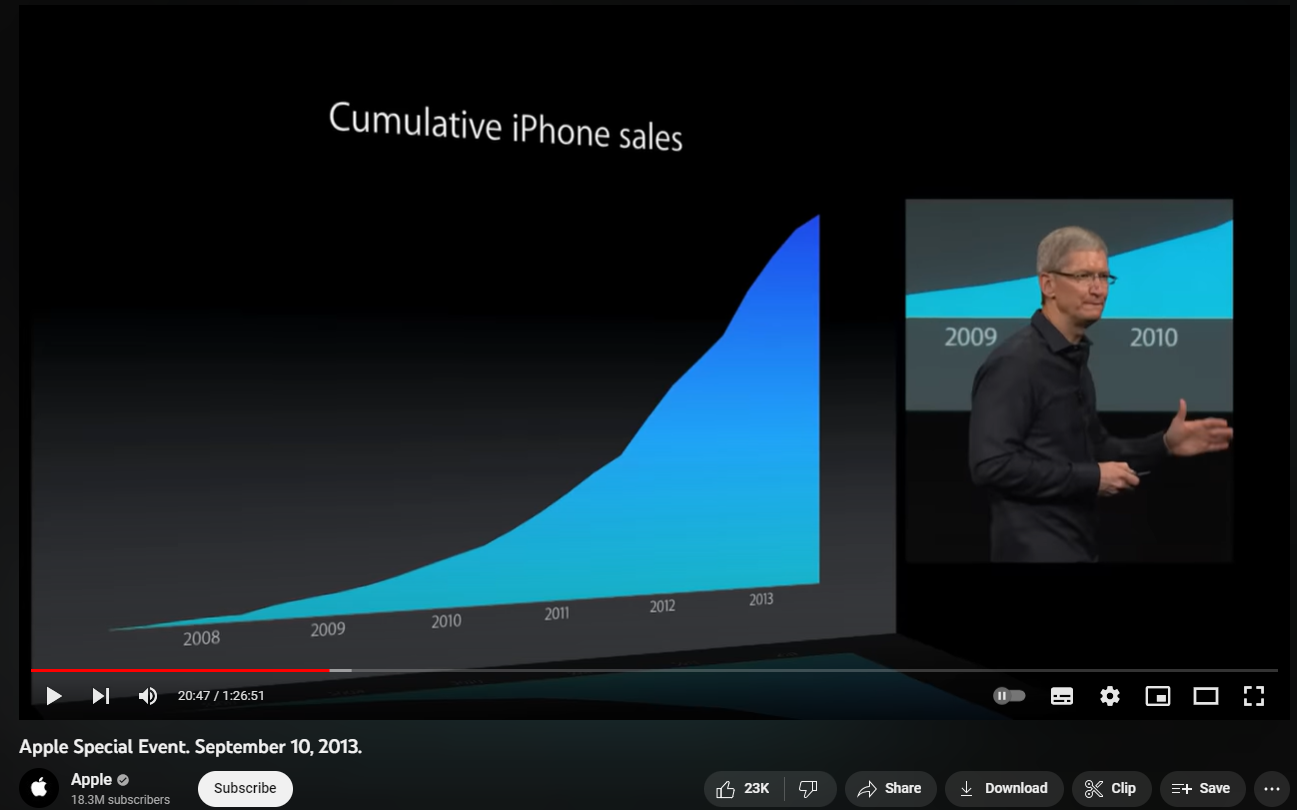 Cumulative iPhone sales
2009
2010
2008
2009
2010
2011
2012
2013
20:47 / 1:26:51
Apple Special Event. September 10, 2013.
Apple
18.3M subscribers
Subscribe
23K
Share
Download
Clip
Save